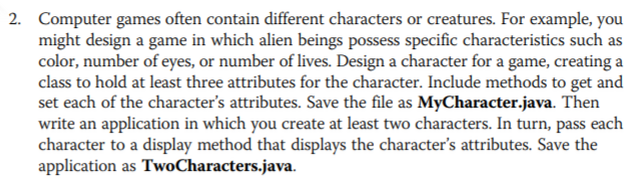 2. Computer games often contain different characters or creatures. For example, you
might design a game in which alien beings possess specific characteristics such as
color, number of eyes, or number of lives. Design a character for a game, creating a
class to hold at least three attributes for the character. Include methods to get and
set each of the character's attributes. Save the file as MyCharacter.java. Then
write an application in which you create at least two characters. In turn, pass each
character to a display method that displays the character's attributes. Save the
application as TwoCharacters.java.